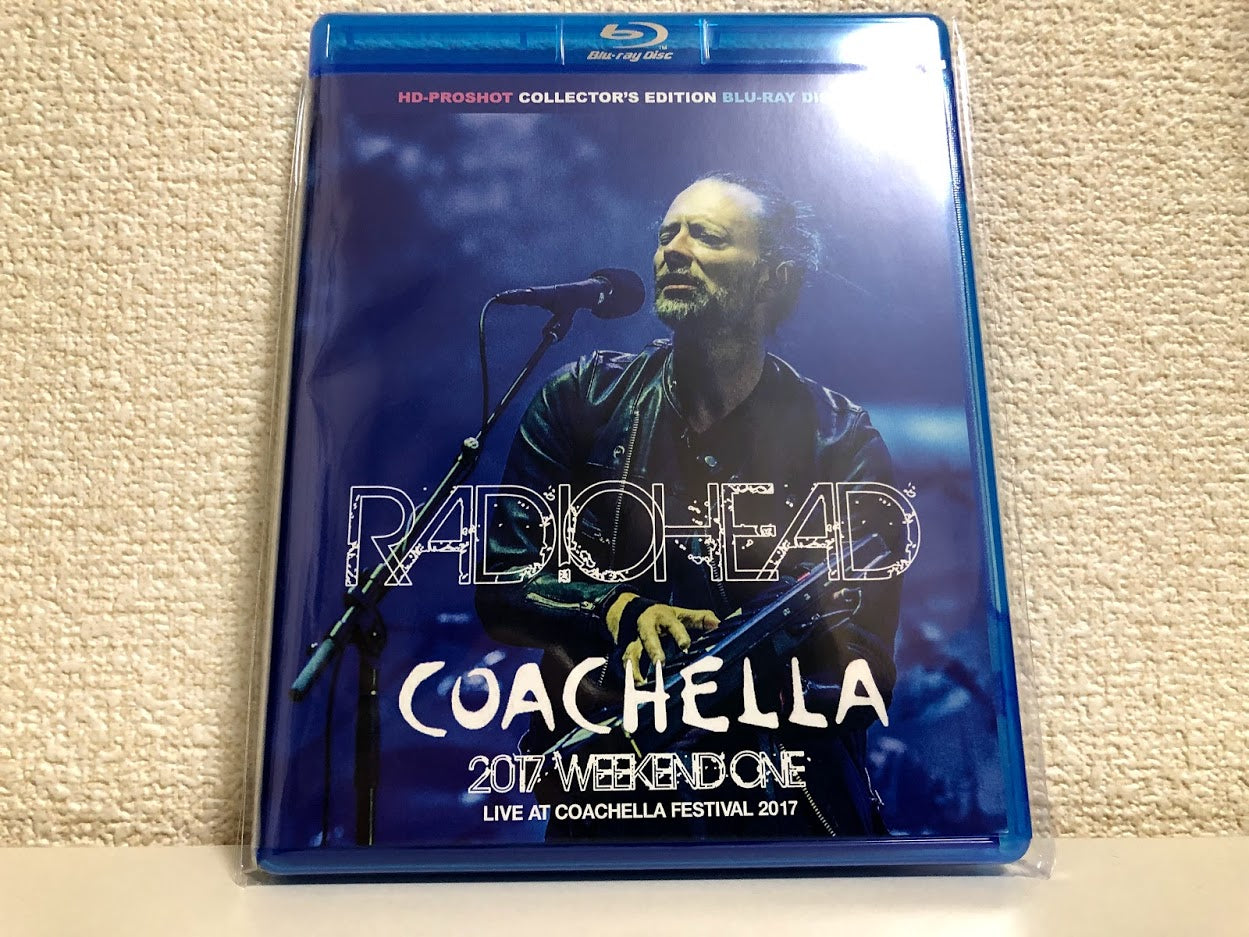 Blu-ray Disc
HD-PROSHOT COLLECTOR'S EDITION BLU-RAY
RADIOHEAD
COACHELLA
2017 WEEKEND ONE
LIVE AT COACHELLA FESTIVAL 2017